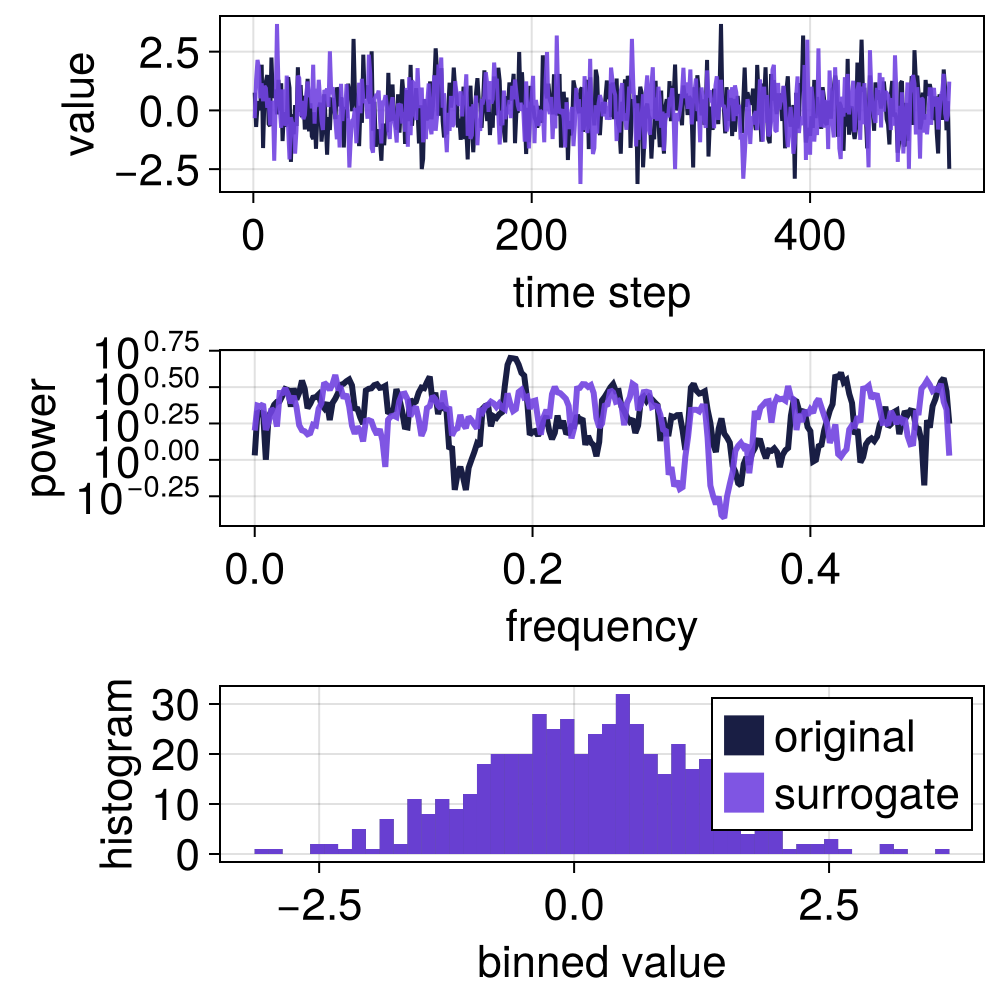 value
2.5
0.0
−2.5
0
200
400
time step
power
10^0.75
10^0.50
10^0.25
10^0.00
10^−0.25
0.0
0.2
0.4
frequency
histogram
30
20
10
0
original
surrogate
−2.5
0.0
2.5
binned value